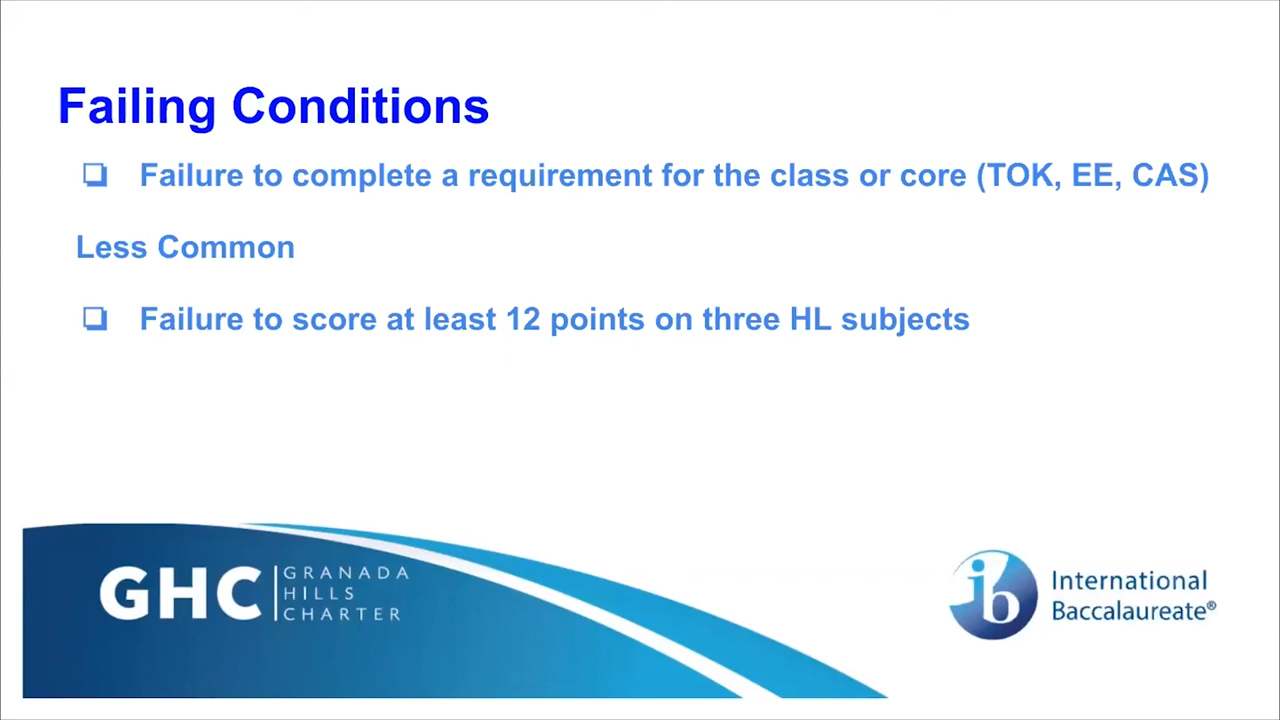 Failing Conditions
❏ Failure to complete a requirement for the class or core (TOK, EE, CAS)
Less Common
❏ Failure to score at least 12 points on three HL subjects
GHC
GRANADA
HILLS
CHARTER
ib
International
Baccalaureate®